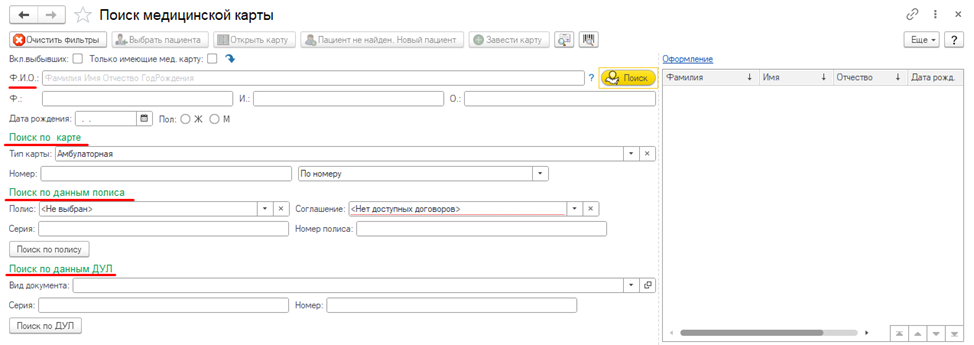 Поиск медицинской карты
Очистить фильтры Выбрать пациента Открыть карту Пациент не найден. Новый пациент Завести карту Еще ?
Вкл.выбывших: Только имеющие мед. карту: Оформление
Ф.И.О.: Фамилия Имя Отчество ГодРождения ? Поиск Фамилия Имя Отчество Дата рожд.
Ф.: И.: О.:
Дата рождения: . . Пол: Ж М
Поиск по карте
Тип карты: Амбулаторная
Номер: По номеру
Поиск по данным полиса
Полис: <Не выбран> Соглашение: <Нет доступных договоров>
Серия: Номер полиса:
Поиск по полису
Поиск по данным ДУЛ
Вид документа:
Серия: Номер:
Поиск по ДУЛ